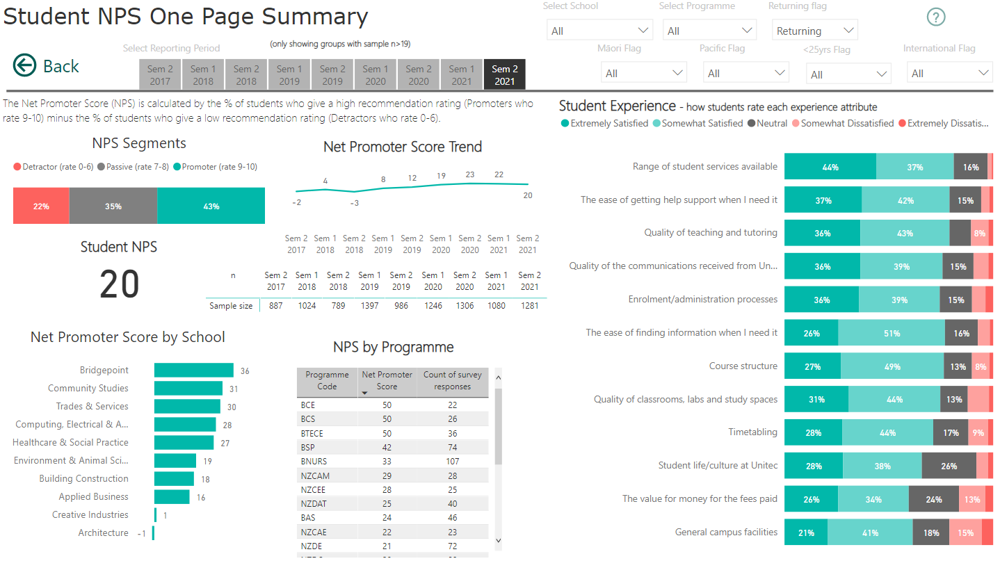 Student NPS One Page Summary
Select School
Select Programme
Returning flag
?
All
All
Returning
(only showing groups with sample n>19)
Select Reporting Period
Māori Flag
Pacific Flag
<25yrs Flag
International Flag
Back
Sem 2 2017
Sem 1 2018
Sem 2 2018
Sem 1 2019
Sem 2 2019
Sem 1 2020
Sem 2 2020
Sem 1 2021
Sem 2 2021
All
All
All
All
The Net Promoter Score (NPS) is calculated by the % of students who give a high recommendation rating (Promoters who
rate 9-10) minus the % of students who give a low recommendation rating (Detractors who rate 0-6).
NPS Segments
Detractor (rate 0-6) Passive (rate 7-8) Promoter (rate 9-10)
22% 35% 43%
Student NPS
20
Net Promoter Score Trend
-2 4 -3 8 12 19 23 22 20
Sem 2 Sem 1 Sem 2 Sem 1 Sem 2 Sem 1 Sem 2 Sem 1 Sem 2
2017 2018 2018 2019 2019 2020 2020 2021 2021
n Sem 2 Sem 1 Sem 2 Sem 1 Sem 2 Sem 1 Sem 2 Sem 1 Sem 2
2017 2018 2018 2019 2019 2020 2020 2021 2021
Sample size 887 1024 789 1397 986 1246 1306 1080 1281
Net Promoter Score by School
Bridgepoint 36
Community Studies 31
Trades & Services 30
Computing, Electrical & A... 28
Healthcare & Social Practice 27
Environment & Animal Sci... 19
Building Construction 18
Applied Business 16
Creative Industries 1
Architecture -1
NPS by Programme
Programme Net Promoter Count of survey
Code Score responses
BCE 50 22
BCS 50 26
BTECE 50 36
BSP 42 74
BNURS 33 107
NZCAM 29 28
NZCEE 28 25
NZDAT 25 40
BAS 24 46
NZCAE 22 23
NZDE 21 72
Student Experience - how students rate each experience attribute
Extremely Satisfied Somewhat Satisfied Neutral Somewhat Dissatisfied Extremely Dissatis...
Range of student services available 44% 37% 16%
The ease of getting help support when I need it 37% 42% 15%
Quality of teaching and tutoring 36% 43% 8%
Quality of the communications received from Un... 36% 39% 15%
Enrolment/administration processes 36% 39% 15%
The ease of finding information when I need it 26% 51% 16%
Course structure 27% 49% 13% 8%
Quality of classrooms, labs and study spaces 31% 44% 13%
Timetabling 28% 44% 17% 9%
Student life/culture at Unitec 28% 38% 26%
The value for money for the fees paid 26% 34% 24% 13%
General campus facilities 21% 41% 18% 15%